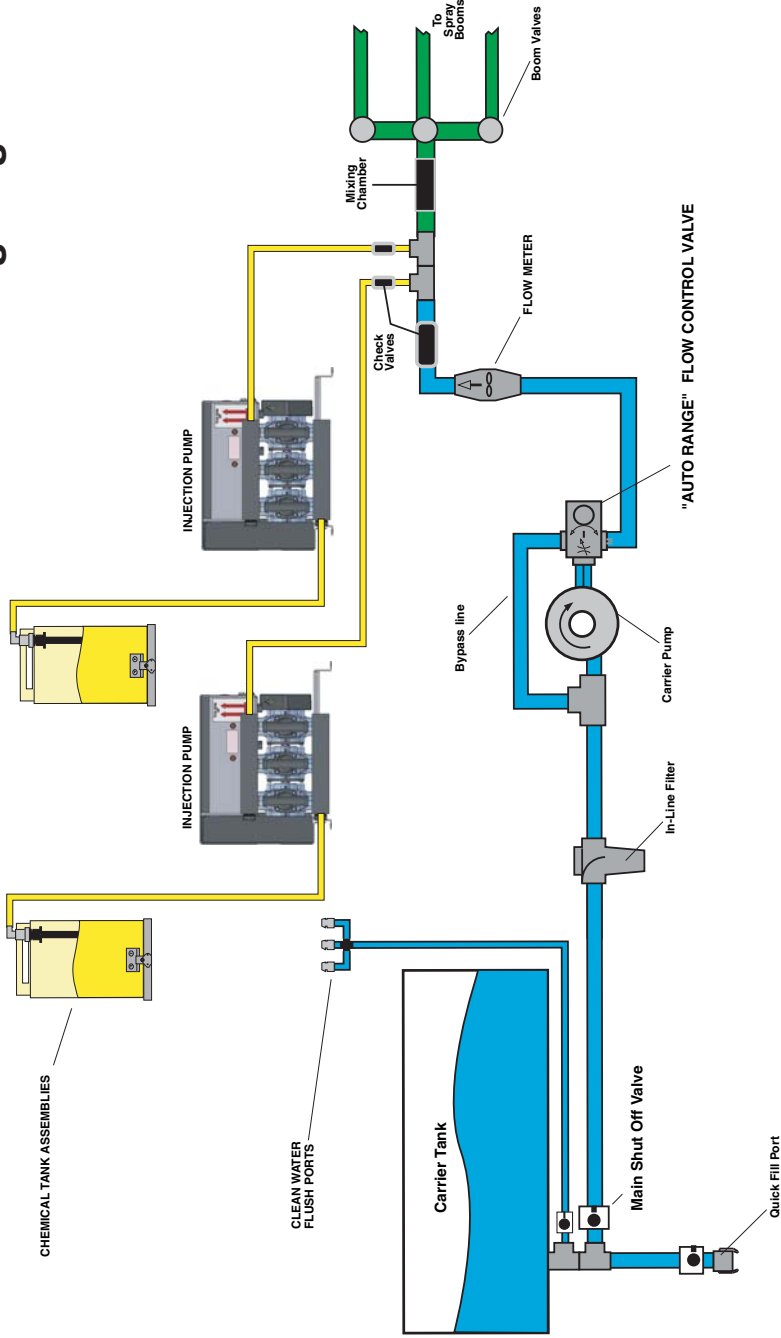 CHEMICAL TANK ASSEMBLIES
INJECTION PUMP
INJECTION PUMP
To
Spray
Booms
Boom Valves
Mixing
Chamber
Check
Valves
FLOW METER
"AUTO RANGE" FLOW CONTROL VALVE
Bypass line
Carrier Pump
In-Line Filter
CLEAN WATER
FLUSH PORTS
Carrier Tank
Main Shut Off Valve
Quick Fill Port